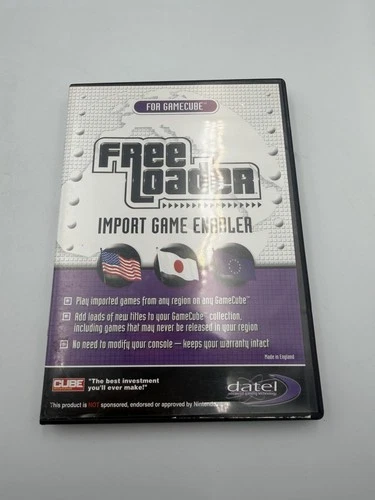 FOR GAMECUBE™
FREE
LOADER
IMPORT GAME ENABLER
Play imported games from any region on any GameCube™
Add loads of new titles to your GameCube™ collection,
including games that may never be released in your region
No need to modify your console – keeps your warranty intact
Made in England
CUBE
"The best investment
you'll ever make!"
datel
This product is NOT sponsored, endorsed or approved by Nintendo